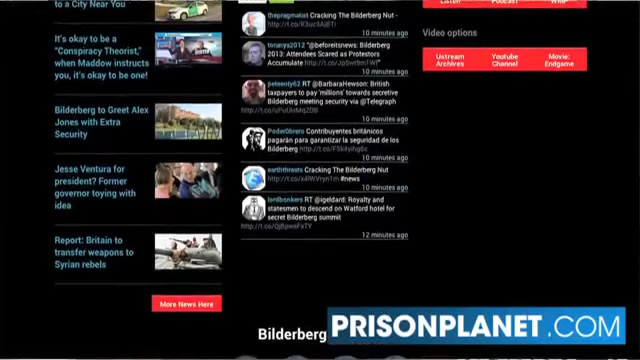 to a City Near You
It's okay to be a
"Conspiracy Theorist,"
when Maddow instructs
you, it's okay to be one!
Bilderberg to Greet Alex
Jones with Extra
Security
Jesse Ventura for
president? Former
governor toying with
idea
Report: Britain to
transfer weapons to
Syrian rebels
More News Here
thepragmatist Cracking The Bilderberg Nut -
10 minutes ago
toranys2012 "@beforeitsnews: Bilderberg
2013: Attendees Scared as Protestors
Accumulate
10 minutes ago
RT @BarbaraHewson: British
taxpayers to pay 'millions' towards secretive
Bilderberg meeting security via @Telegraph
10 minutes ago
Contribuyentes británicos
pagarán para garantizar la seguridad de los
Bilderberg
10 minutes ago
earththreats Cracking The Bilderberg Nut
#news
10 minutes ago
lordbonkers RT @igeldard: Royalty and
statesmen to descend on Watford hotel for
secret Bilderberg summit
12 minutes ago
Listen
Podcast
WMP
Video options
Ustream
Archives
Youtube
Channel
Movie:
Endgame
Bilderberg
PRISONPLANET.COM